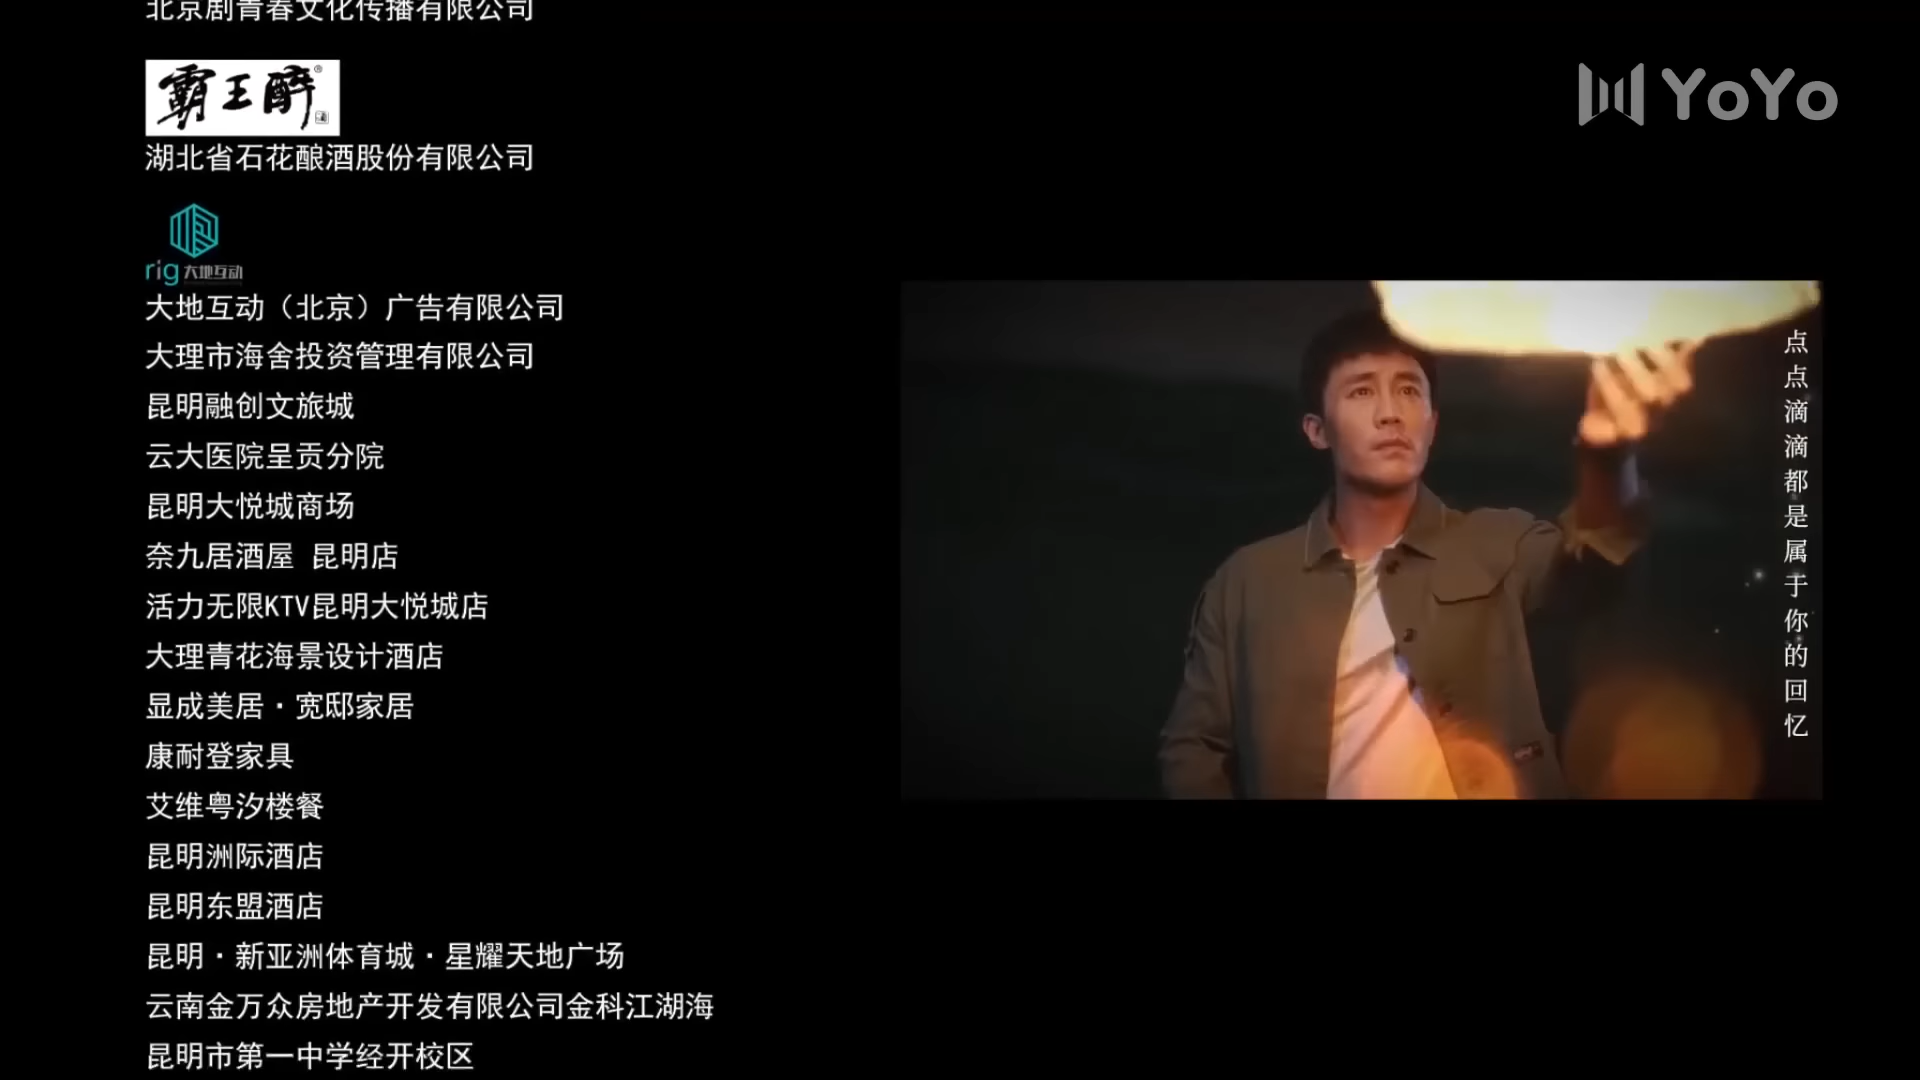 北京剧青春文化传播有限公司
霸王醉®
湖北省石花酿酒股份有限公司
rig 大地互动
大地互动（北京）广告有限公司
大理市海舍投资管理有限公司
昆明融创文旅城
云大医院呈贡分院
昆明大悦城商场
奈九居酒屋 昆明店
活力无限KTV昆明大悦城店
大理青花海景设计酒店
显成美居·宽邸家居
康耐登家具
艾维粤汐楼餐
昆明洲际酒店
昆明东盟酒店
昆明·新亚洲体育城·星耀天地广场
云南金万众房地产开发有限公司金科江湖海
昆明市第一中学经开校区
YoYo
点点滴滴都是属于你的回忆